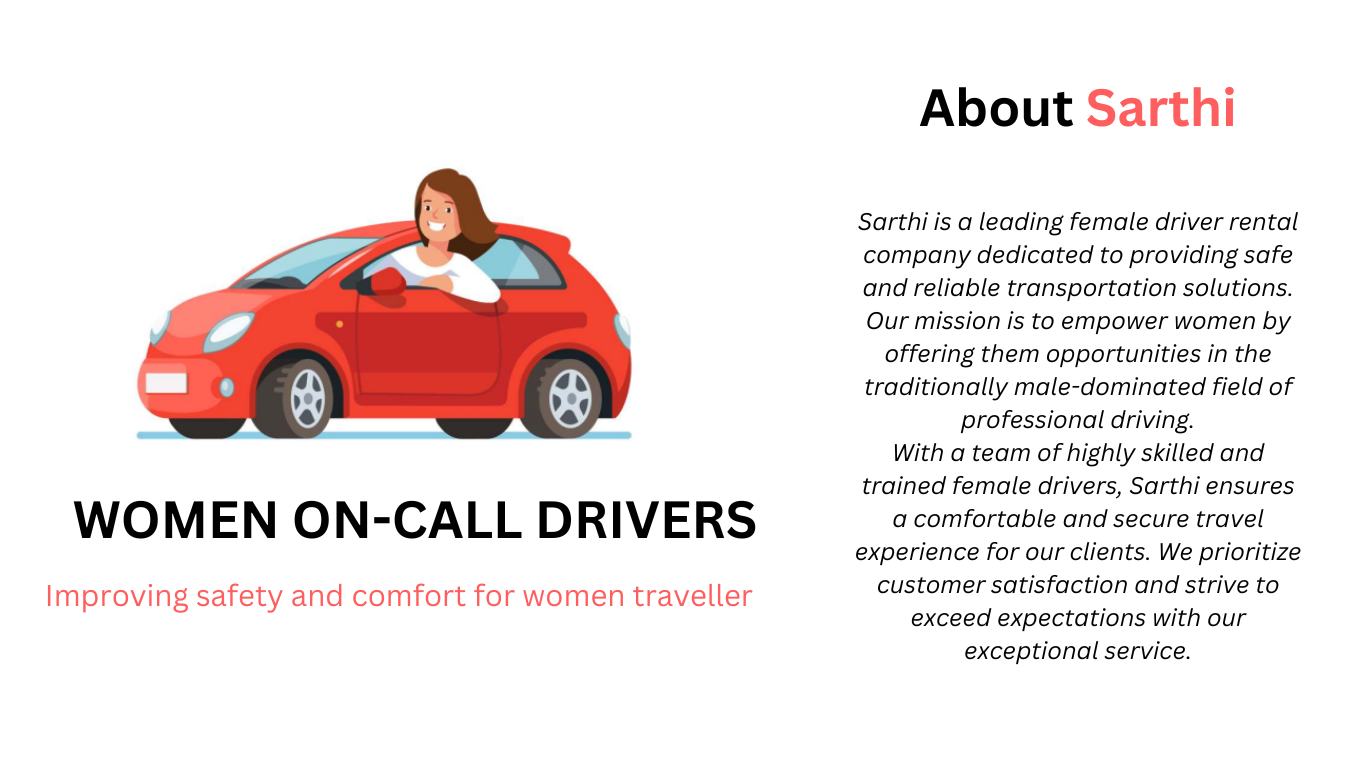 WOMEN ON-CALL DRIVERS
Improving safety and comfort for women traveller
About Sarthi
Sarthi is a leading female driver rental
company dedicated to providing safe
and reliable transportation solutions.
Our mission is to empower women by
offering them opportunities in the
traditionally male-dominated field of
professional driving.
With a team of highly skilled and
trained female drivers, Sarthi ensures
a comfortable and secure travel
experience for our clients. We prioritize
customer satisfaction and strive to
exceed expectations with our
exceptional service.